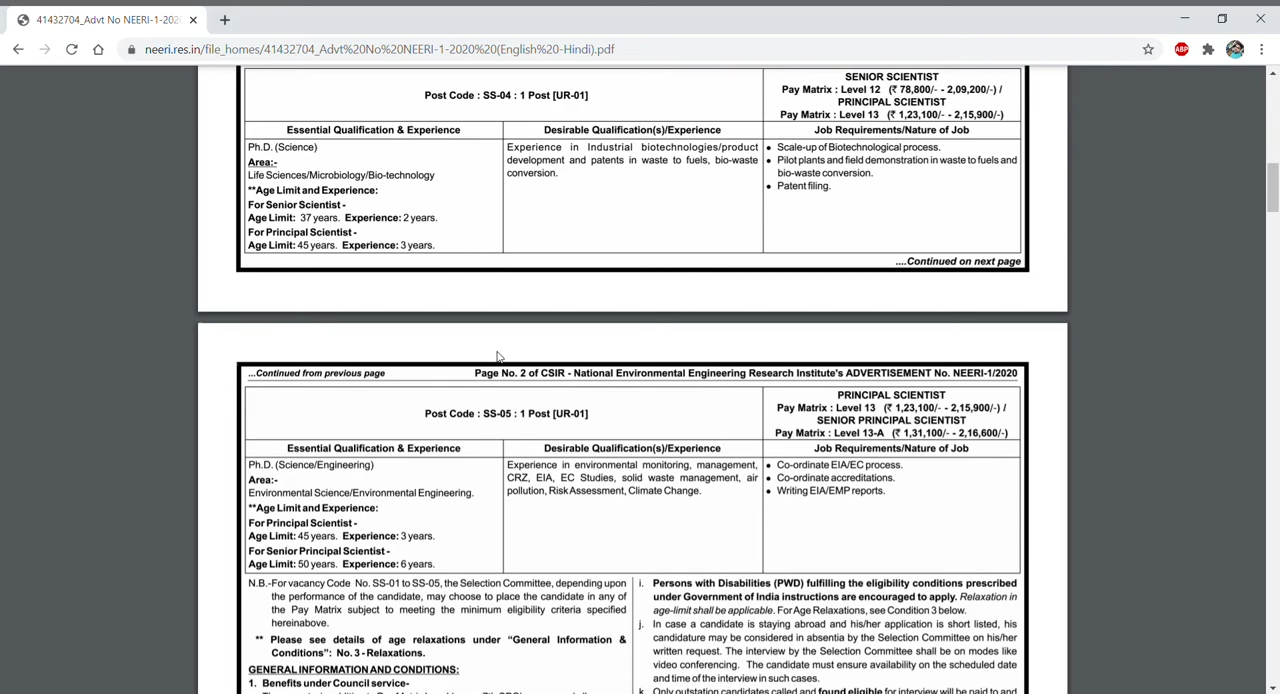 41432704_Advt No NEERI-1-202
neeri.res.in/file_homes/41432704_Advt%20No%20NEERI-1-2020%20(English%20-Hindi).pdf
ABP
Post Code : SS-04 : 1 Post [UR-01]
SENIOR SCIENTIST
Pay Matrix : Level 12 (₹ 78,800/- - 2,09,200/-) /
PRINCIPAL SCIENTIST
Pay Matrix : Level 13 (₹ 1,23,100/- - 2,15,900/-)
Essential Qualification & Experience
Desirable Qualification(s)/Experience
Job Requirements/Nature of Job
Ph.D. (Science)
Area:-
Life Sciences/Microbiology/Bio-technology
**Age Limit and Experience:
For Senior Scientist -
Age Limit: 37 years. Experience: 2 years.
For Principal Scientist -
Age Limit: 45 years. Experience: 3 years.
Experience in Industrial biotechnologies/product
development and patents in waste to fuels, bio-waste
conversion.
• Scale-up of Biotechnological process.
• Pilot plants and field demonstration in waste to fuels and
bio-waste conversion.
• Patent filing.
....Continued on next page
...Continued from previous page
Page No. 2 of CSIR - National Environmental Engineering Research Institute's ADVERTISEMENT No. NEERI-1/2020
Post Code : SS-05 : 1 Post [UR-01]
PRINCIPAL SCIENTIST
Pay Matrix : Level 13 (₹ 1,23,100/- - 2,15,900/-) /
SENIOR PRINCIPAL SCIENTIST
Pay Matrix : Level 13-A (₹ 1,31,100/- - 2,16,600/-)
Essential Qualification & Experience
Desirable Qualification(s)/Experience
Job Requirements/Nature of Job
Ph.D. (Science/Engineering)
Area:-
Environmental Science/Environmental Engineering.
**Age Limit and Experience:
For Principal Scientist -
Age Limit: 45 years. Experience: 3 years.
For Senior Principal Scientist -
Age Limit: 50 years. Experience: 6 years.
Experience in environmental monitoring, management,
CRZ, EIA, EC Studies, solid waste management, air
pollution, Risk Assessment, Climate Change.
• Co-ordinate EIA/EC process.
• Co-ordinate accreditations.
• Writing EIA/EMP reports.
N.B.-For vacancy Code No. SS-01 to SS-05, the Selection Committee, depending upon
the performance of the candidate, may choose to place the candidate in any of
the Pay Matrix subject to meeting the minimum eligibility criteria specified
hereinabove.
** Please see details of age relaxations under “General Information &
Conditions”: No. 3 - Relaxations.
GENERAL INFORMATION AND CONDITIONS:
1. Benefits under Council service-
i. Persons with Disabilities (PWD) fulfilling the eligibility conditions prescribed
under Government of India instructions are encouraged to apply. Relaxation in
age-limit shall be applicable. For Age Relaxations, see Condition 3 below.
j. In case a candidate is staying abroad and his/her application is short listed, his
candidature may be considered in absentia by the Selection Committee on his/her
written request. The interview by the Selection Committee shall be on modes like
video conferencing. The candidate must ensure availability on the scheduled date
and time of the interview in such cases.
k. Only outstation candidates called and found eligible for interview will be paid to and